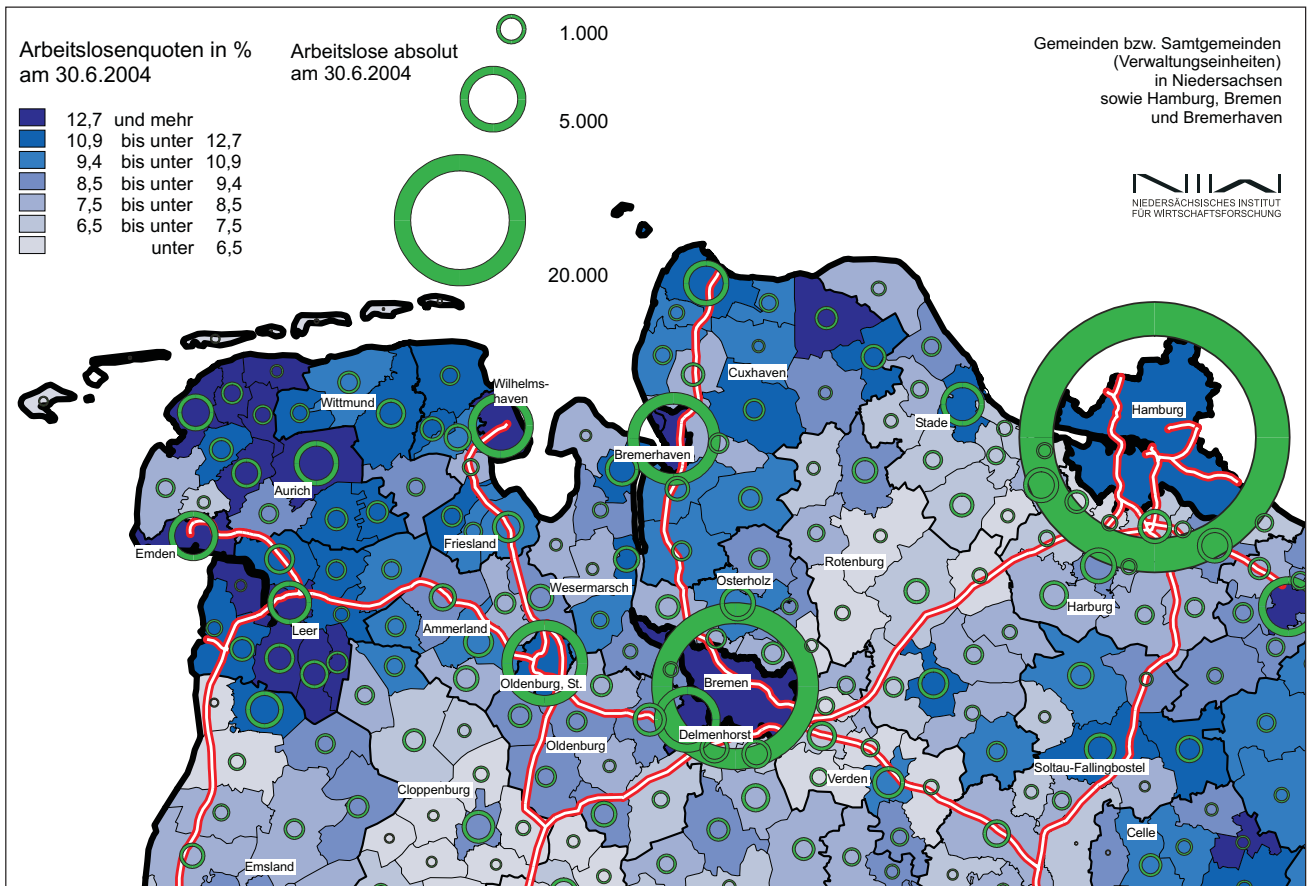 Arbeitslosenquoten in %
am 30.6.2004
12,7 und mehr
10,9 bis unter 12,7
9,4 bis unter 10,9
8,5 bis unter 9,4
7,5 bis unter 8,5
6,5 bis unter 7,5
unter 6,5
Arbeitslose absolut
am 30.6.2004
1.000
5.000
20.000
Gemeinden bzw. Samtgemeinden
(Verwaltungseinheiten)
in Niedersachsen
sowie Hamburg, Bremen
und Bremerhaven
NIW
NIEDERSÄCHSISCHES INSTITUT
FÜR WIRTSCHAFTSFORSCHUNG
Cuxhaven
Wilhelms-
haven
Wittmund
Hamburg
Stade
Bremerhaven
Aurich
Friesland
Emden
Rotenburg
Osterholz
Wesermarsch
Harburg
Ammerland
Leer
Oldenburg, St.
Bremen
Delmenhorst
Oldenburg
Soltau-Fallingbostel
Verden
Cloppenburg
Celle
Emsland